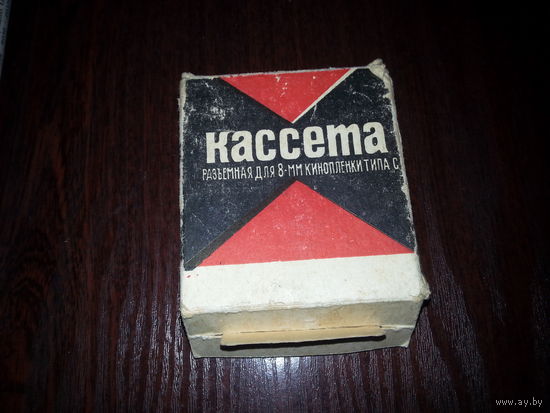 Кассета
РАЗЪЕМНАЯ ДЛЯ 8-ММ КИНОПЛЕНКИ ТИПА С
www.ay.by